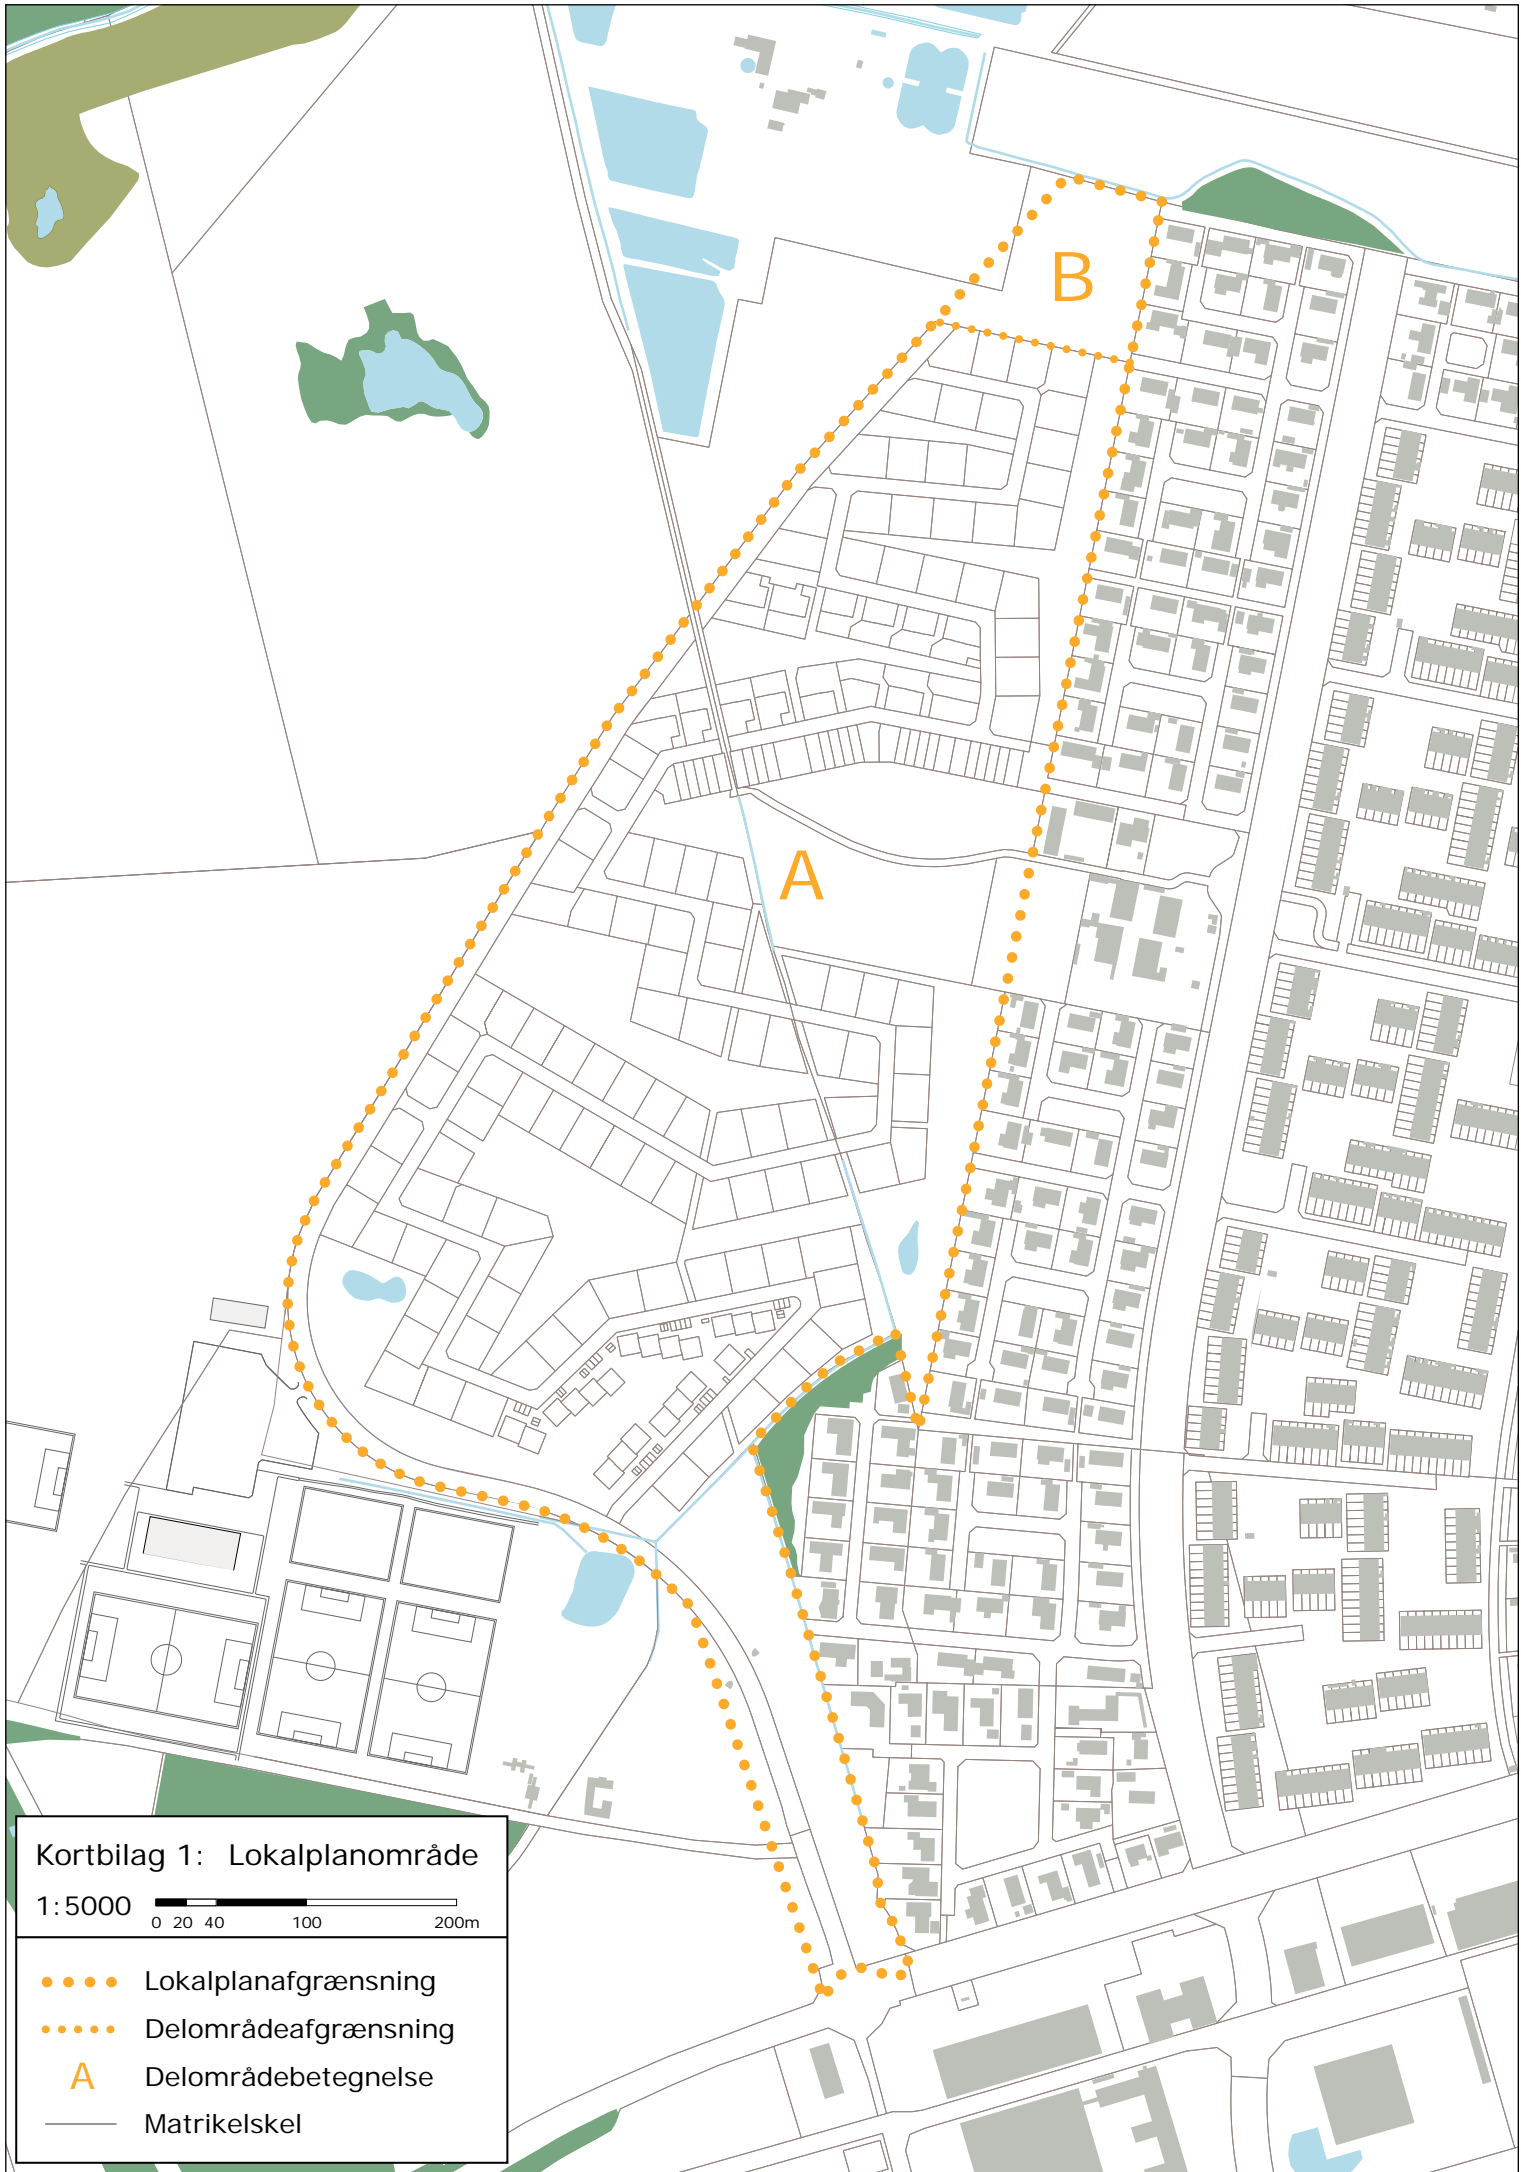 B
A
Kortbilag 1: Lokalplanområde
1:5000
0 20 40 100 200m
Lokalplanafgrænsning
Delområdeafgrænsning
A Delområdebetegnelse
Matrikelskel